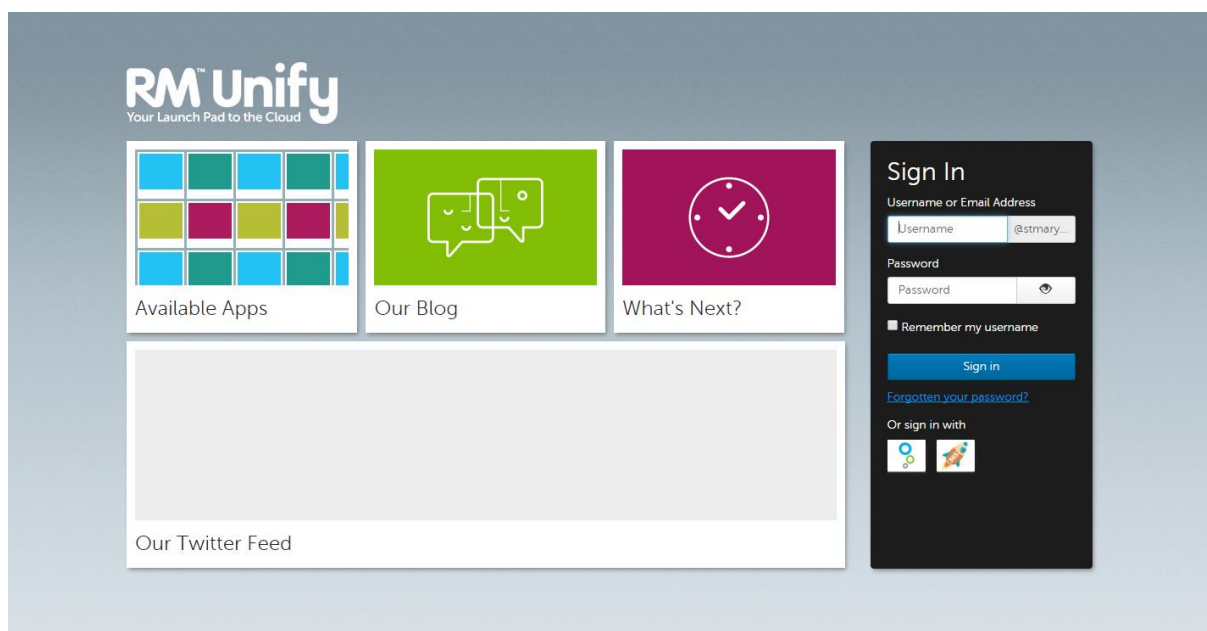 RM™ Unify
Your Launch Pad to the Cloud
Available Apps
Our Blog
What's Next?
Our Twitter Feed
Sign In
Username or Email Address
Username
@stmary...
Password
Password
Remember my username
Sign in
Forgotten your password?
Or sign in with